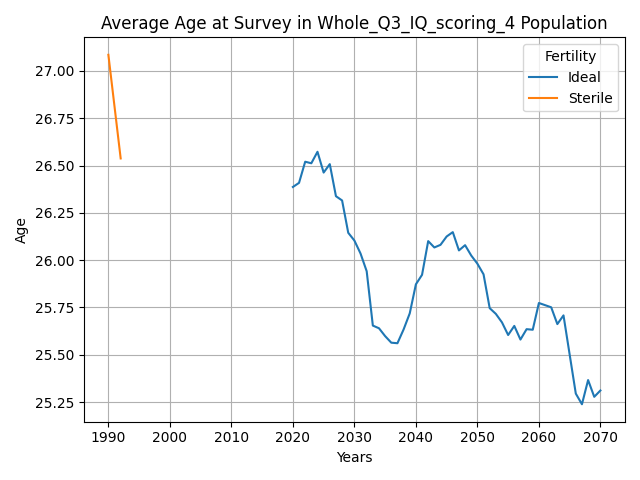 Average Age at Survey in Whole_Q3_IQ_scoring_4 Population
Fertility
Ideal
Sterile
27.00
26.75
26.50
26.25
26.00
25.75
25.50
25.25
Age
1990 2000 2010 2020 2030 2040 2050 2060 2070
Years